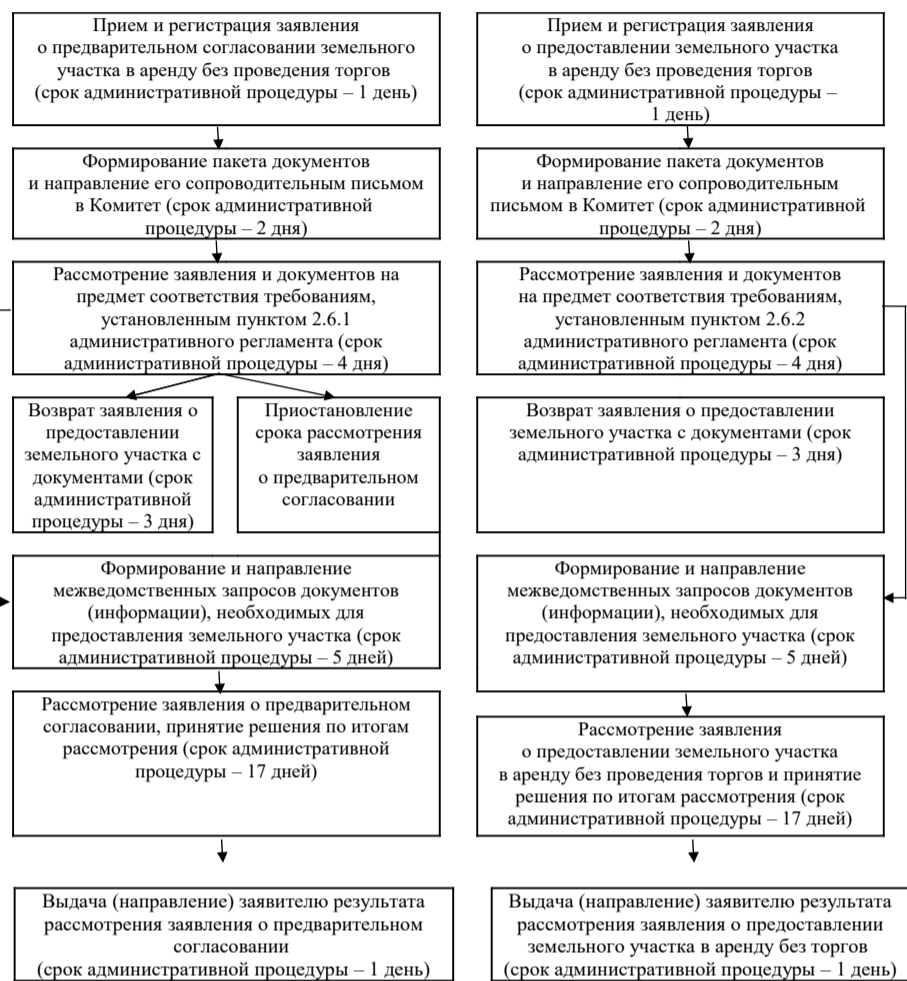 Прием и регистрация заявления
о предварительном согласовании земельного
участка в аренду без проведения торгов
(срок административной процедуры – 1 день)
Формирование пакета документов
и направление его сопроводительным письмом
в Комитет (срок административной
процедуры – 2 дня)
Рассмотрение заявления и документов на
предмет соответствия требованиям,
установленным пунктом 2.6.1
административного регламента (срок
административной процедуры – 4 дня)
Возврат заявления о
предоставлении
земельного участка с
документами (срок
административной
процедуры – 3 дня)
Приостановление
срока рассмотрения
заявления
о предварительном
согласовании
Формирование и направление
межведомственных запросов документов
(информации), необходимых для
предоставления земельного участка (срок
административной процедуры – 5 дней)
Рассмотрение заявления о предварительном
согласовании, принятие решения по итогам
рассмотрения (срок административной
процедуры – 17 дней)
Выдача (направление) заявителю результата
рассмотрения заявления о предварительном
согласовании
(срок административной процедуры – 1 день)
Прием и регистрация заявления
о предоставлении земельного участка
в аренду без проведения торгов
(срок административной процедуры –
1 день)
Формирование пакета документов
и направление его сопроводительным
письмом в Комитет (срок административной
процедуры – 2 дня)
Рассмотрение заявления и документов
на предмет соответствия требованиям,
установленным пунктом 2.6.2
административного регламента (срок
административной процедуры – 4 дня)
Возврат заявления о предоставлении
земельного участка с документами (срок
административной процедуры – 3 дня)
Формирование и направление
межведомственных запросов документов
(информации), необходимых для
предоставления земельного участка (срок
административной процедуры – 5 дней)
Рассмотрение заявления
о предоставлении земельного участка
в аренду без проведения торгов и принятие
решения по итогам рассмотрения (срок
административной процедуры – 17 дней)
Выдача (направление) заявителю результата
рассмотрения заявления о предоставлении
земельного участка в аренду без торгов
(срок административной процедуры – 1 день)